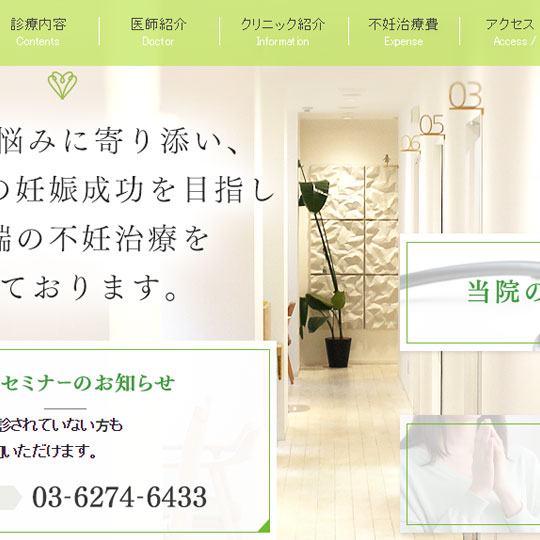 診療内容 医師紹介 クリニック紹介 不妊治療費 アクセス
Contents Doctor Information Expense Access /
悩みに寄り添い、
の妊娠成功を目指し
端の不妊治療を
ております。
03
05
06
当院の
セミナーのお知らせ
診されていない方も
いただけます。
03-6274-6433